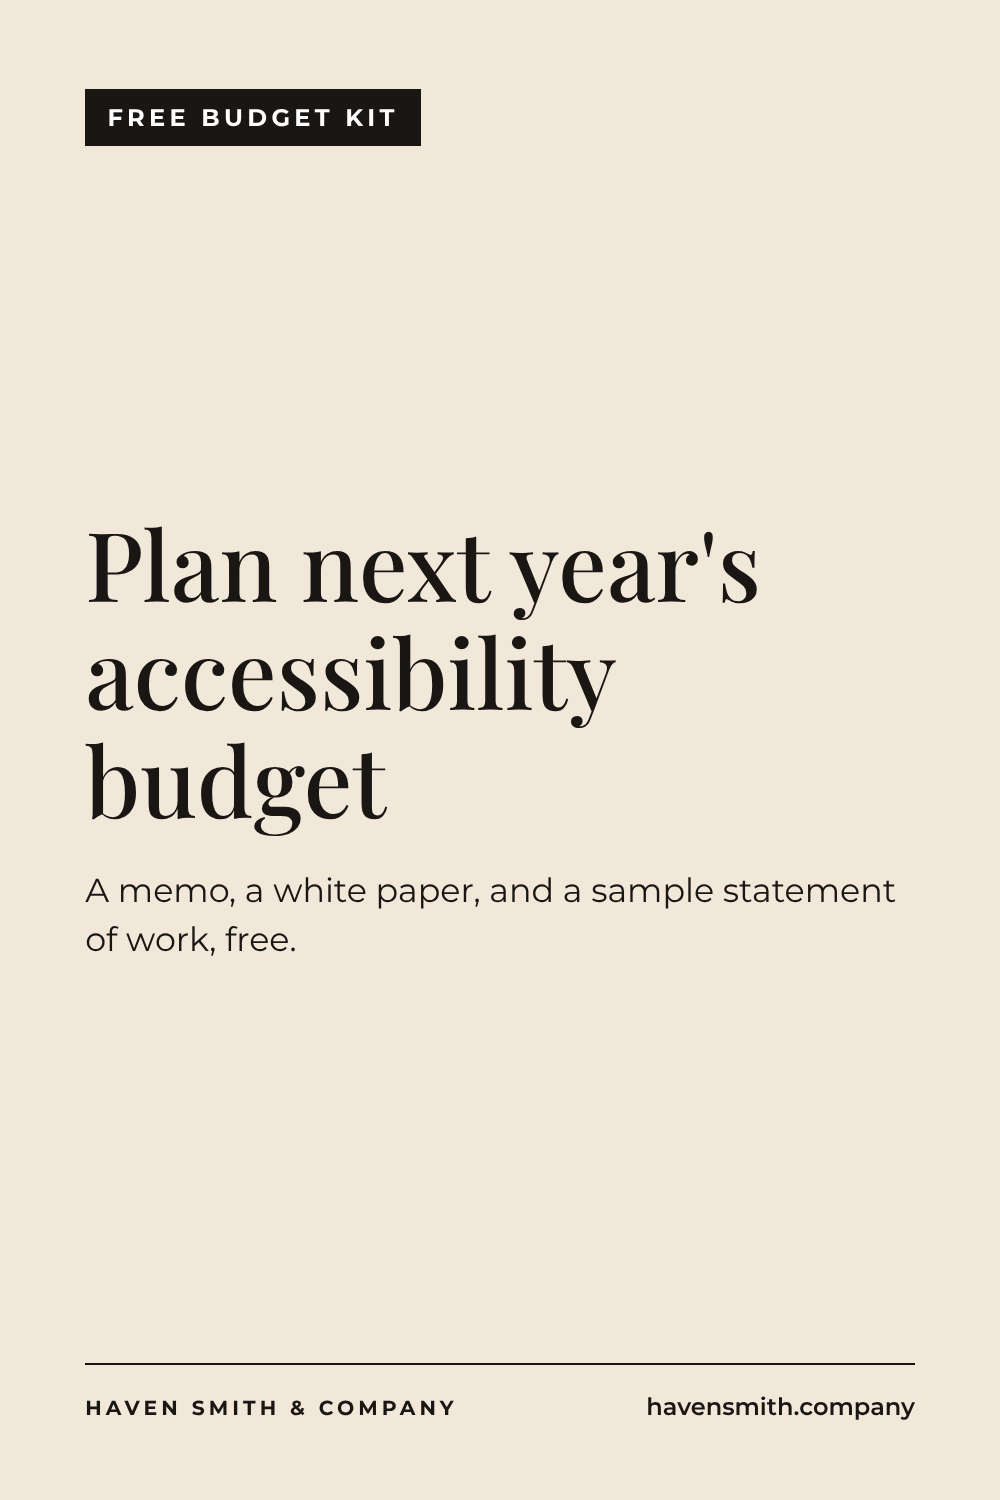 FREE BUDGET KIT
Plan next year's
accessibility
budget
A memo, a white paper, and a sample statement
of work, free.
HAVEN SMITH & COMPANY
havensmith.company